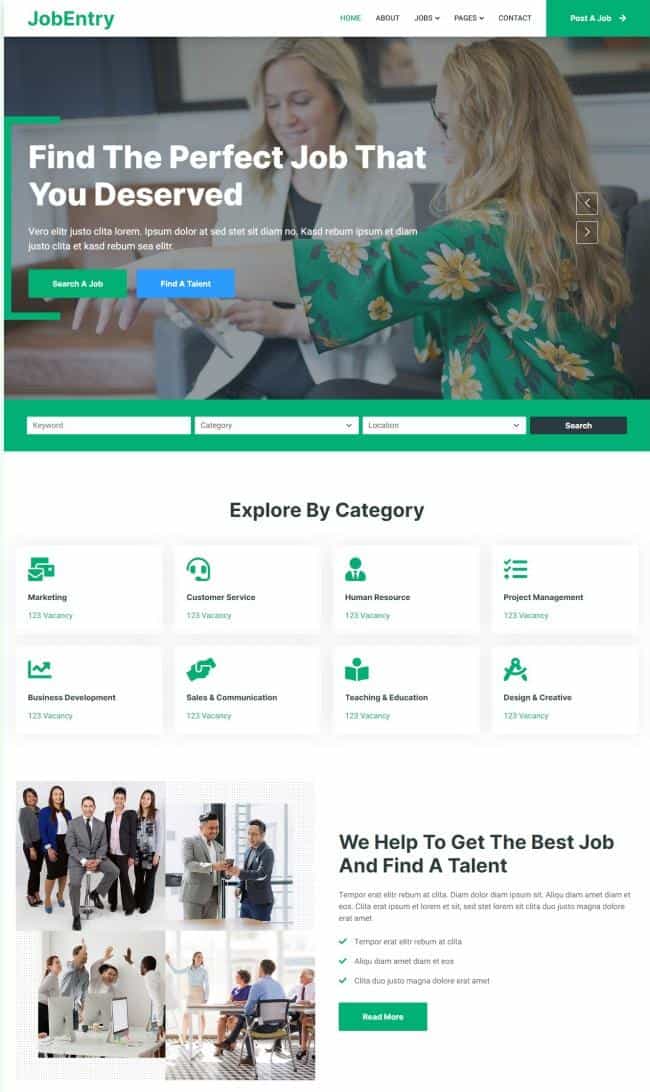 JobEntry
HOME ABOUT JOBS PAGES CONTACT Post A Job
Find The Perfect Job That
You Deserved
Vero elitr justo clita lorem. Ipsum dolor at sed stet sit diam no. Kasd rebum ipsum et diam
justo clita et kasd rebum sea elitr.
Search A Job Find A Talent
Keyword Category Location Search
Explore By Category
Marketing
123 Vacancy
Customer Service
123 Vacancy
Human Resource
123 Vacancy
Project Management
123 Vacancy
Business Development
123 Vacancy
Sales & Communication
123 Vacancy
Teaching & Education
123 Vacancy
Design & Creative
123 Vacancy
We Help To Get The Best Job
And Find A Talent
Tempor erat elitr rebum at clita. Diam dolor diam ipsum sit. Aliqu diam amet diam et
eos. Clita erat ipsum et lorem et sit, sed stet lorem sit clita duo justo magna dolore
erat amet
Tempor erat elitr rebum at clita
Aliqu diam amet diam et eos
Clita duo justo magna dolore erat amet
Read More